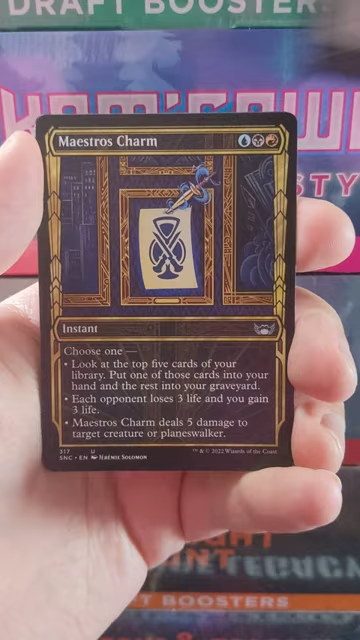 DRAFT BOOSTER
Maestros Charm
Instant
Choose one —
• Look at the top five cards of your
library. Put one of those cards into your
hand and the rest into your graveyard.
• Each opponent loses 3 life and you gain
3 life.
• Maestros Charm deals 5 damage to
target creature or planeswalker.
317 U
SNC • EN Jérémie Solomon
™ & © 2022 Wizards of the Coast
LEGACY
BOOSTERS